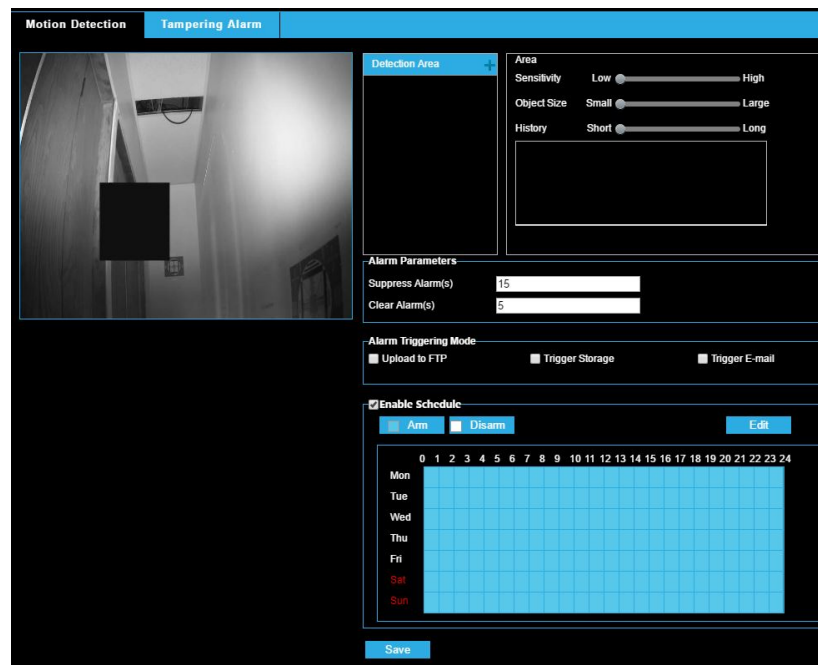 Motion Detection Tampering Alarm
Detection Area +
Area
Sensitivity Low High
Object Size Small Large
History Short Long
Alarm Parameters
Suppress Alarm(s) 15
Clear Alarm(s) 5
Alarm Triggering Mode
Upload to FTP Trigger Storage Trigger E-mail
Enable Schedule
Arm Disarm Edit
0 1 2 3 4 5 6 7 8 9 10 11 12 13 14 15 16 17 18 19 20 21 22 23 24
Mon
Tue
Wed
Thu
Fri
Sat
Sun
Save